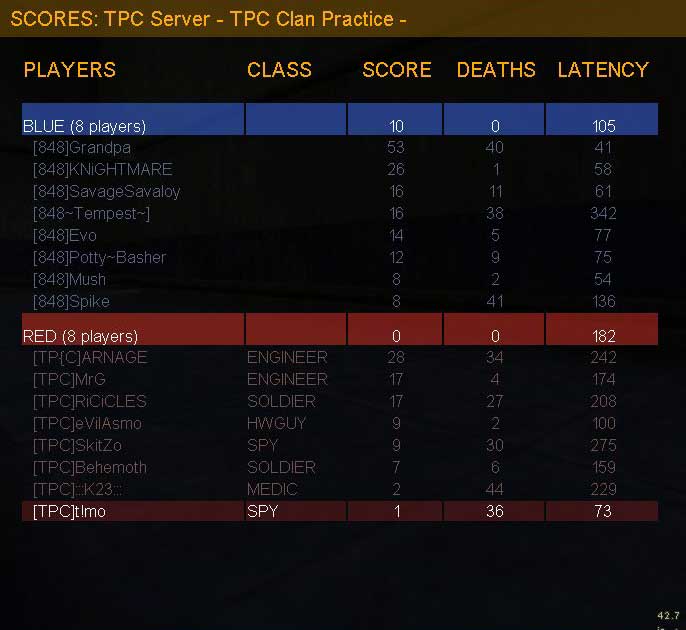 SCORES: TPC Server - TPC Clan Practice -
PLAYERS CLASS SCORE DEATHS LATENCY
BLUE (8 players) 10 0 105
[848]Grandpa 53 40 41
[848]KNiGHTMARE 26 1 58
[848]SavageSavaloy 16 11 61
[848~Tempest~] 16 38 342
[848]Evo 14 5 77
[848]Potty~Basher 12 9 75
[848]Mush 8 2 54
[848]Spike 8 41 136
RED (8 players) 0 0 182
[TP{C]ARNAGE ENGINEER 28 34 242
[TPC]MrG ENGINEER 17 4 174
[TPC]RiCiCLES SOLDIER 17 27 208
[TPC]eVilAsmo HWGUY 9 2 100
[TPC]SkitZo SPY 9 30 275
[TPC]Behemoth SOLDIER 7 6 159
[TPC]:::K23::: MEDIC 2 44 229
[TPC]t!mo SPY 1 36 73
42.7